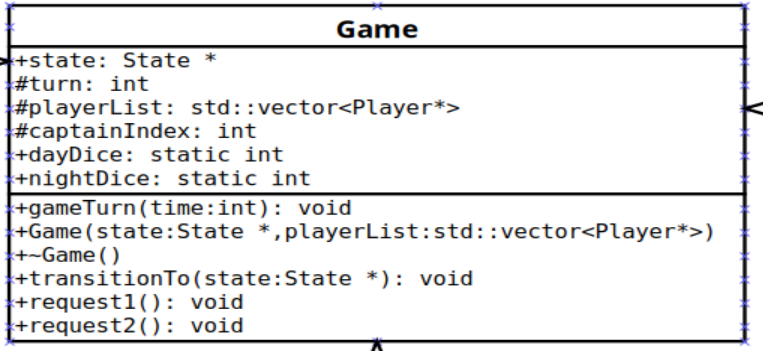 Game
+state: State *
#turn: int
#playerList: std::vector<Player*>
#captainIndex: int
+dayDice: static int
+nightDice: static int
+gameTurn(time:int): void
+Game(state:State *,playerList:std::vector<Player*>)
+~Game()
+transitionTo(state:State *): void
+request1(): void
+request2(): void